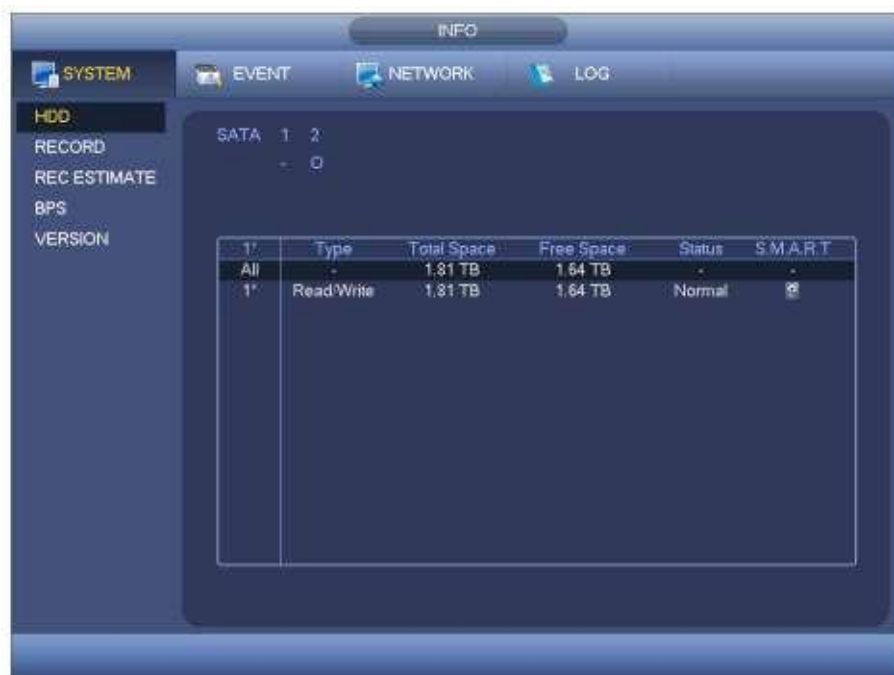 INFO
SYSTEM EVENT NETWORK LOG
HDD
RECORD
REC ESTIMATE
BPS
VERSION
SATA 1 2
- O
1* Type Total Space Free Space Status S.M.A.R.T
All - 1.81 TB 1.64 TB - -
1* Read/Write 1.81 TB 1.64 TB Normal